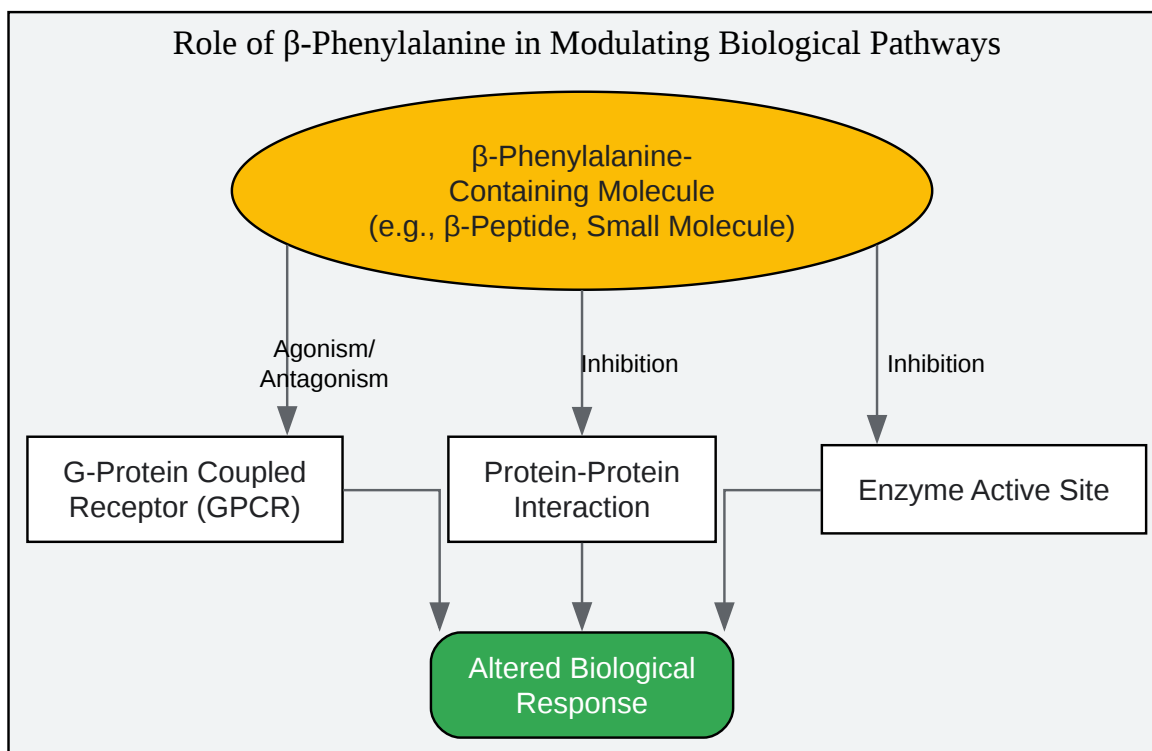 Role of β-Phenylalanine in Modulating Biological Pathways
β-Phenylalanine-
Containing Molecule
(e.g., β-Peptide, Small Molecule)
Agonism/
Antagonism
Inhibition
Inhibition
G-Protein Coupled
Receptor (GPCR)
Protein-Protein
Interaction
Enzyme Active Site
Altered Biological
Response